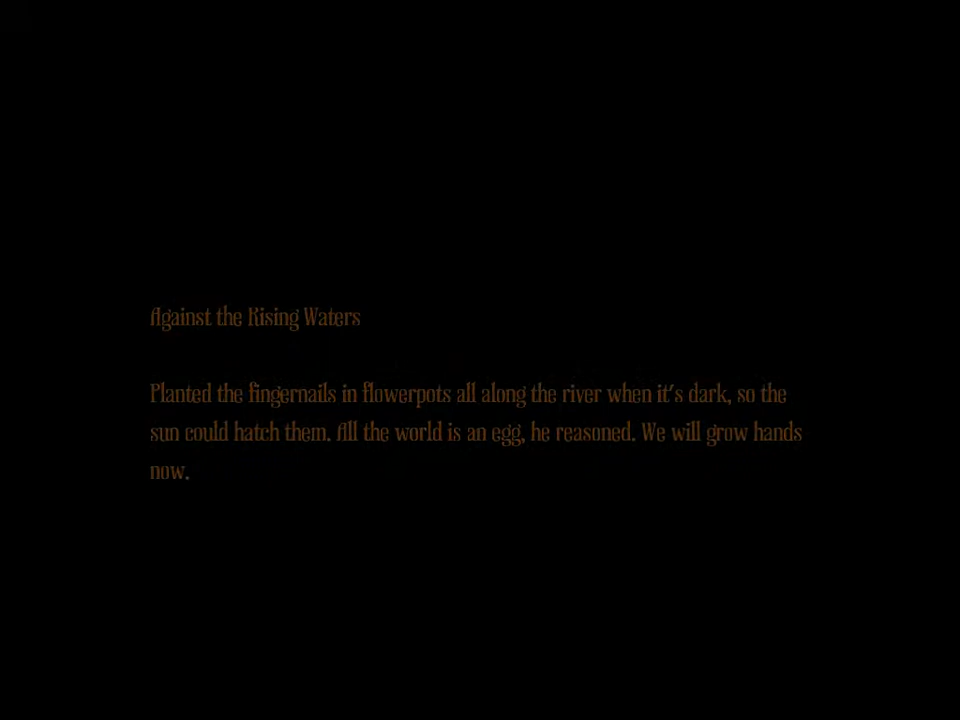 Against the Rising Waters
Planted the fingernails in flowerpots all along the river when it's dark, so the
sun could hatch them. All the world is an egg, he reasoned. We will grow hands
now.